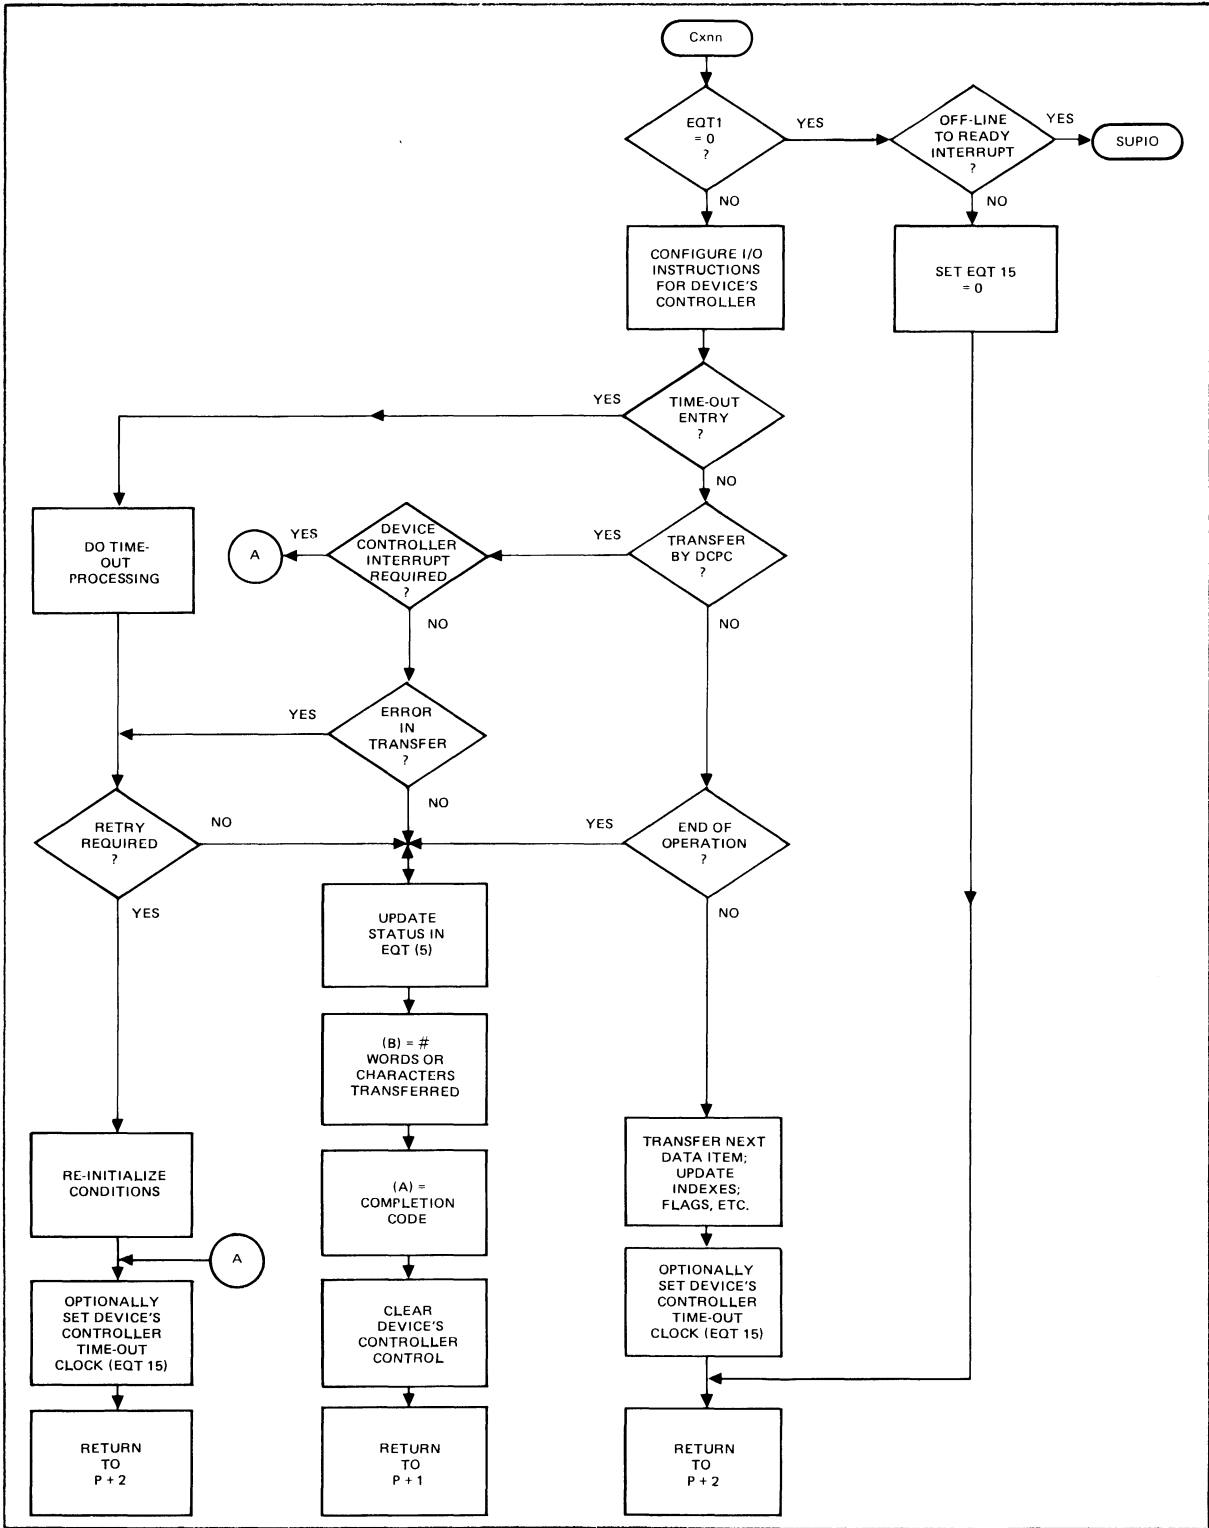 Cxnn
EQT1
= 0
?
YES
OFF-LINE
TO READY
INTERRUPT
?
YES
SUPIO
NO
NO
CONFIGURE I/O
INSTRUCTIONS
FOR DEVICE'S
CONTROLLER
SET EQT 15
= 0
YES
TIME-OUT
ENTRY
?
NO
DO TIME-
OUT
PROCESSING
A
YES
DEVICE
CONTROLLER
INTERRUPT
REQUIRED
?
YES
TRANSFER
BY DCPC
?
NO
NO
YES
ERROR
IN
TRANSFER
?
NO
RETRY
REQUIRED
?
NO
YES
END OF
OPERATION
?
YES
NO
UPDATE
STATUS IN
EQT (5)
(B) = #
WORDS OR
CHARACTERS
TRANSFERRED
RE-INITIALIZE
CONDITIONS
(A) =
COMPLETION
CODE
TRANSFER NEXT
DATA ITEM;
UPDATE
INDEXES;
FLAGS, ETC.
A
OPTIONALLY
SET DEVICE'S
CONTROLLER
TIME-OUT
CLOCK (EQT 15)
CLEAR
DEVICE'S
CONTROLLER
CONTROL
OPTIONALLY
SET DEVICE'S
CONTROLLER
TIME-OUT
CLOCK (EQT 15)
RETURN
TO
P + 2
RETURN
TO
P + 1
RETURN
TO
P + 2